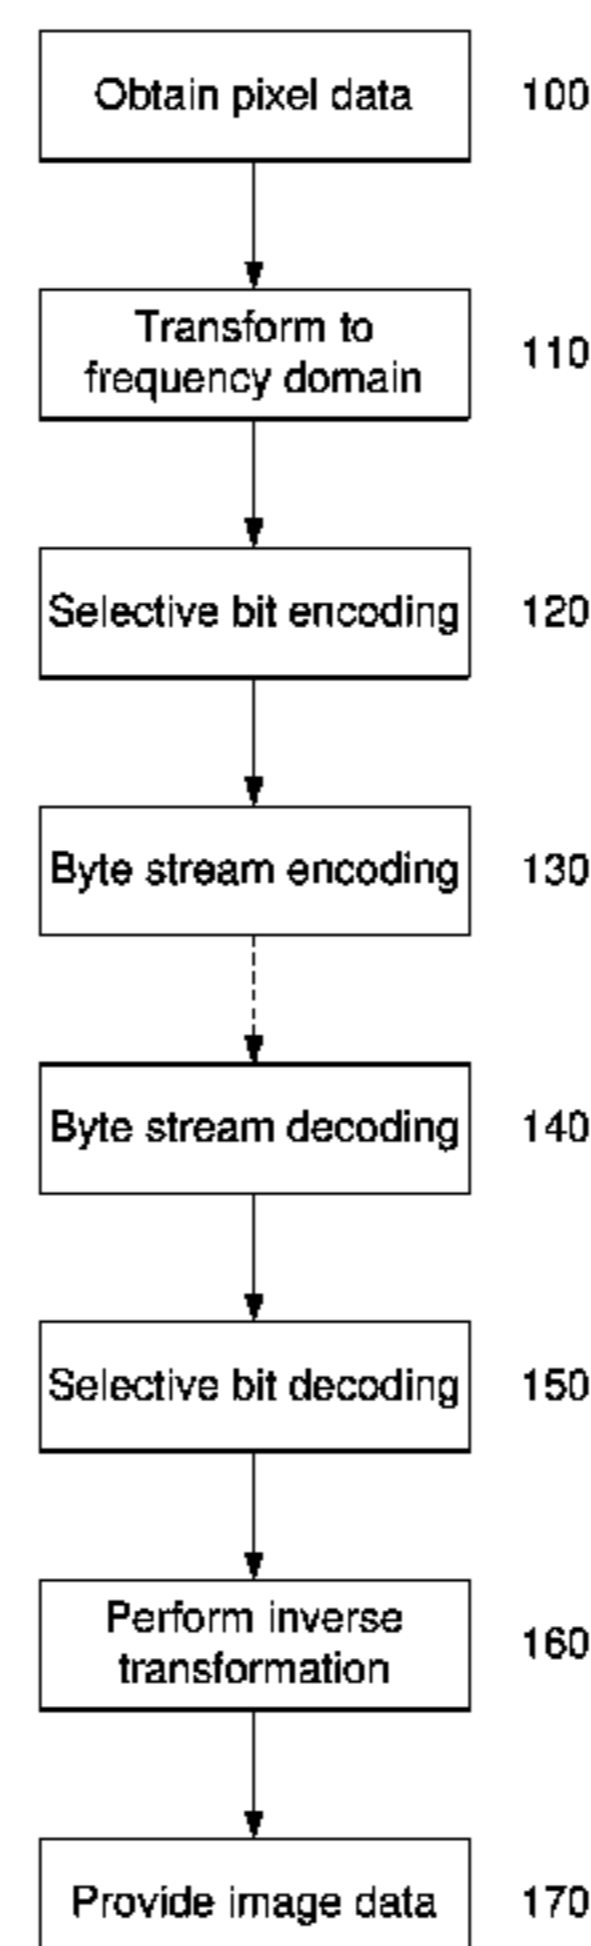 Obtain pixel data 100
Transform to
frequency domain 110
Selective bit encoding 120
Byte stream encoding 130
Byte stream decoding 140
Selective bit decoding 150
Perform inverse
transformation 160
Provide image data 170